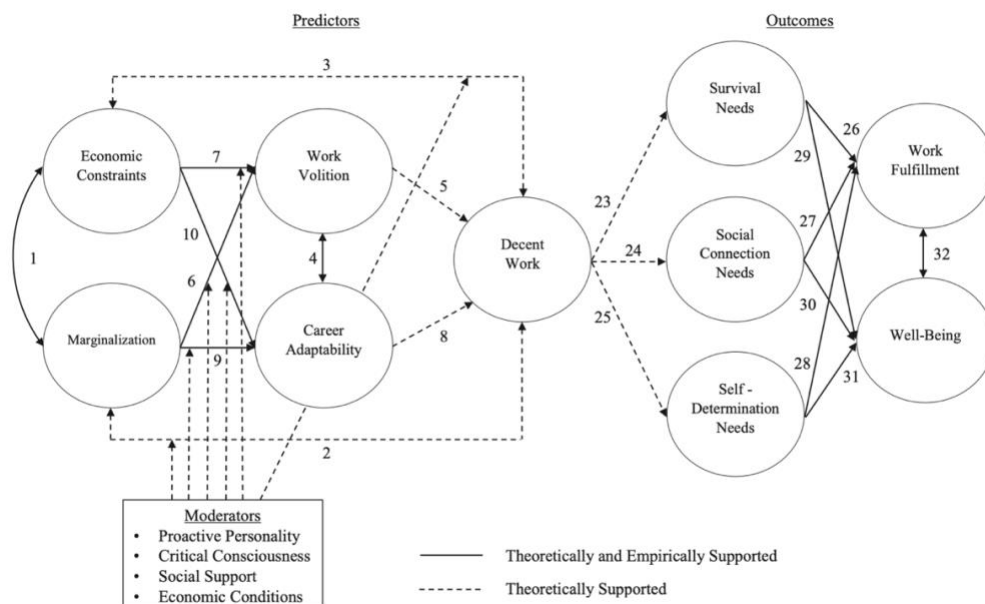 Predictors
Outcomes
3
Survival
Needs
26
Economic
Constraints
7
Work
Volition
29
Work
Fulfillment
5
23
27
10
1
4
Decent
Work
24
Social
Connection
Needs
32
6
25
30
Marginalization
Career
Adaptability
8
Well-Being
9
28
31
Self -
Determination
Needs
2
Moderators
• Proactive Personality
• Critical Consciousness
• Social Support
• Economic Conditions
Theoretically and Empirically Supported
Theoretically Supported